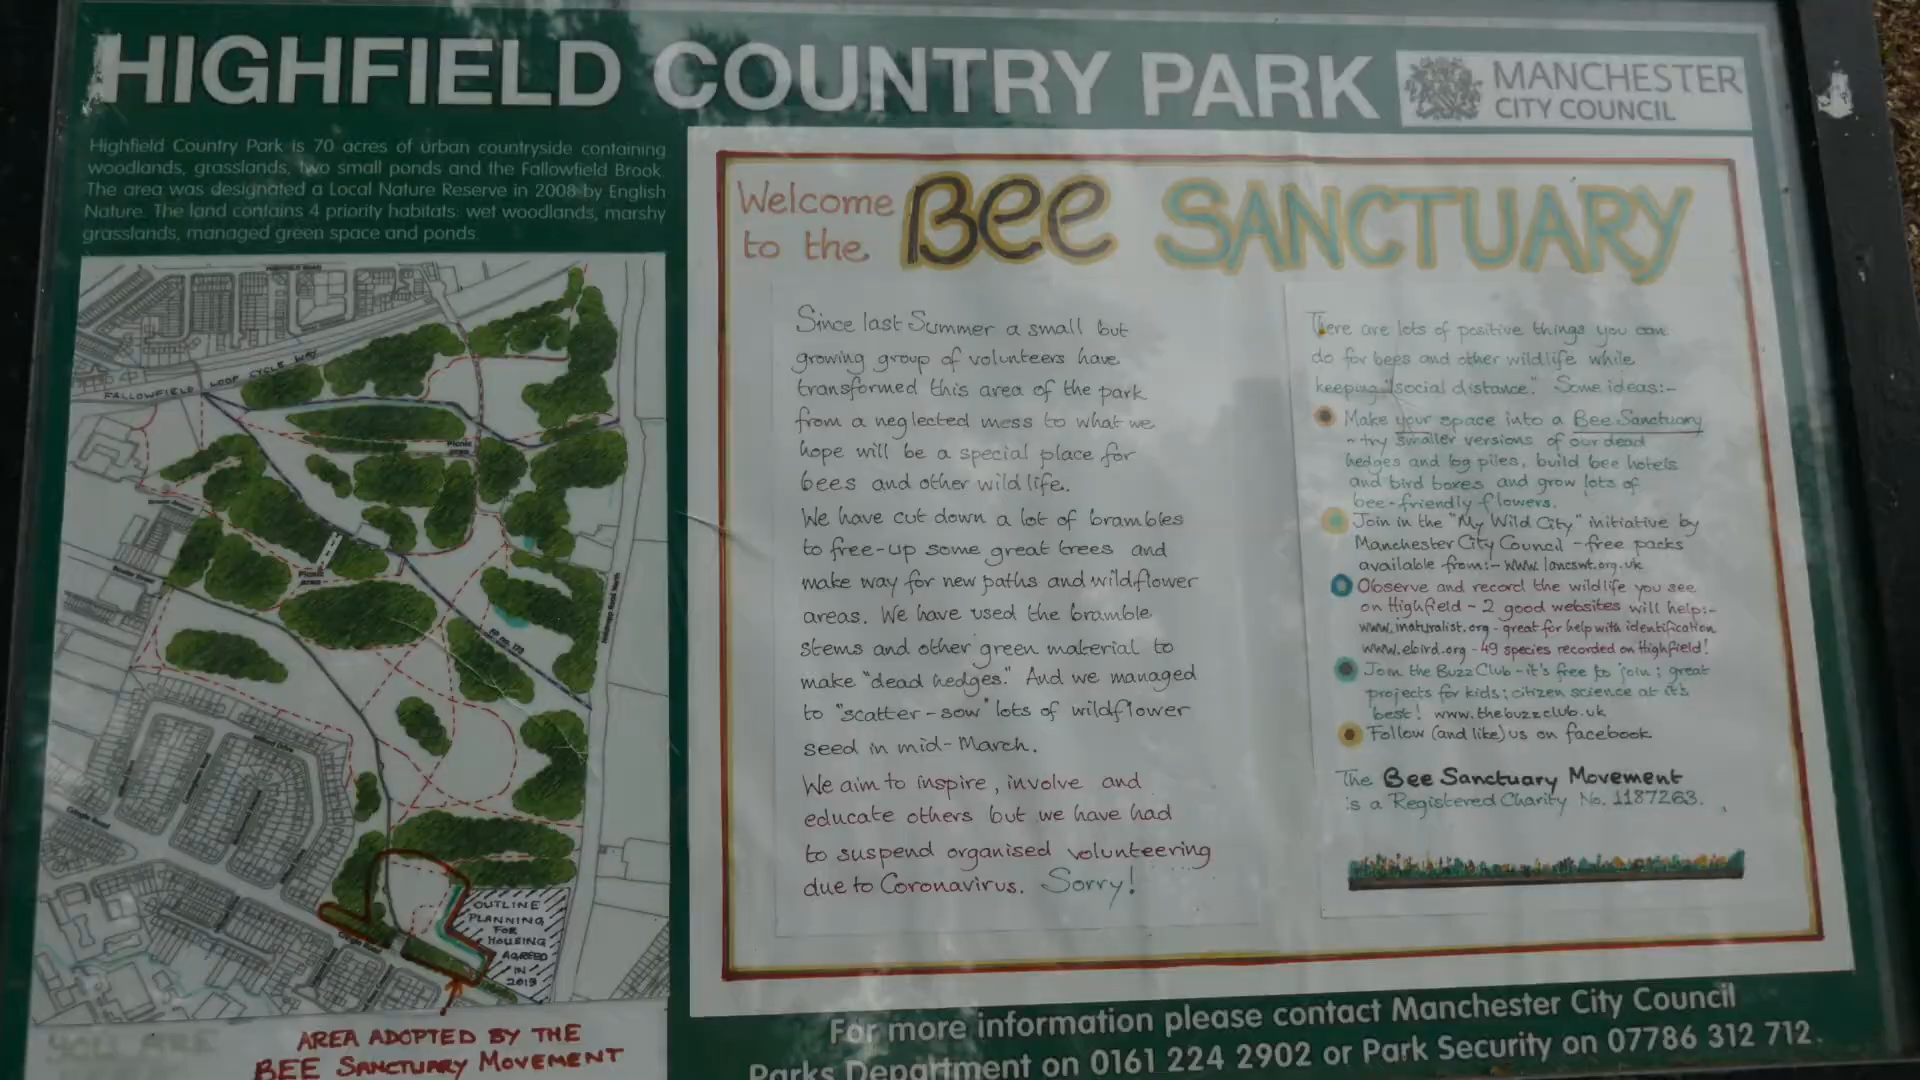 HIGHFIELD COUNTRY PARK
MANCHESTER
CITY COUNCIL
Highfield Country Park is 70 acres of urban countryside containing
woodlands, grasslands, two small ponds and the Fallowfield Brook.
The area was designated a Local Nature Reserve in 2008 by English
Nature. The land contains 4 priority habitats: wet woodlands, marshy
grasslands, managed green space and ponds.
HIGHFIELD ROAD
FALLOWFIELD LOOP CYCLE WAY
Picnic
area
Picnic
area
OUTLINE
PLANNING
FOR
HOUSING
AGREED
IN
2019
YOU ARE
AREA ADOPTED BY THE
BEE SANCTUARY MOVEMENT
Welcome
to the
BEE SANCTUARY
Since last Summer a small but
growing group of volunteers have
transformed this area of the park
from a neglected mess to what we
hope will be a special place for
bees and other wild life.
We have cut down a lot of brambles
to free-up some great trees and
make way for new paths and wildflower
areas. We have used the bramble
stems and other green material to
make "dead hedges." And we managed
to "scatter-sow" lots of wildflower
seed in mid-March.
We aim to inspire, involve and
educate others but we have had
to suspend organised volunteering
due to Coronavirus. Sorry!
There are lots of positive things you can
do for bees and other wildlife while
keeping "social distance." Some ideas:-
Make your space into a Bee Sanctuary
~ try smaller versions of our dead
hedges and log piles, build bee hotels
and bird boxes and grow lots of
bee-friendly flowers.
Join in the "My Wild City" initiative by
Manchester City Council - free packs
available from:- www.lancswt.org.uk
Observe and record the wildlife you see
on Highfield - 2 good websites will help:-
www.inaturalist.org - great for help with identification
www.ebird.org - 49 species recorded on Highfield!
Join the Buzz Club - it's free to join; great
projects for kids; citizen science at it's
best! www.thebuzzclub.uk
Follow (and like) us on facebook
The Bee Sanctuary Movement
is a Registered Charity No. 1187263.
For more information please contact Manchester City Council
Parks Department on 0161 224 2902 or Park Security on 07786 312 712.